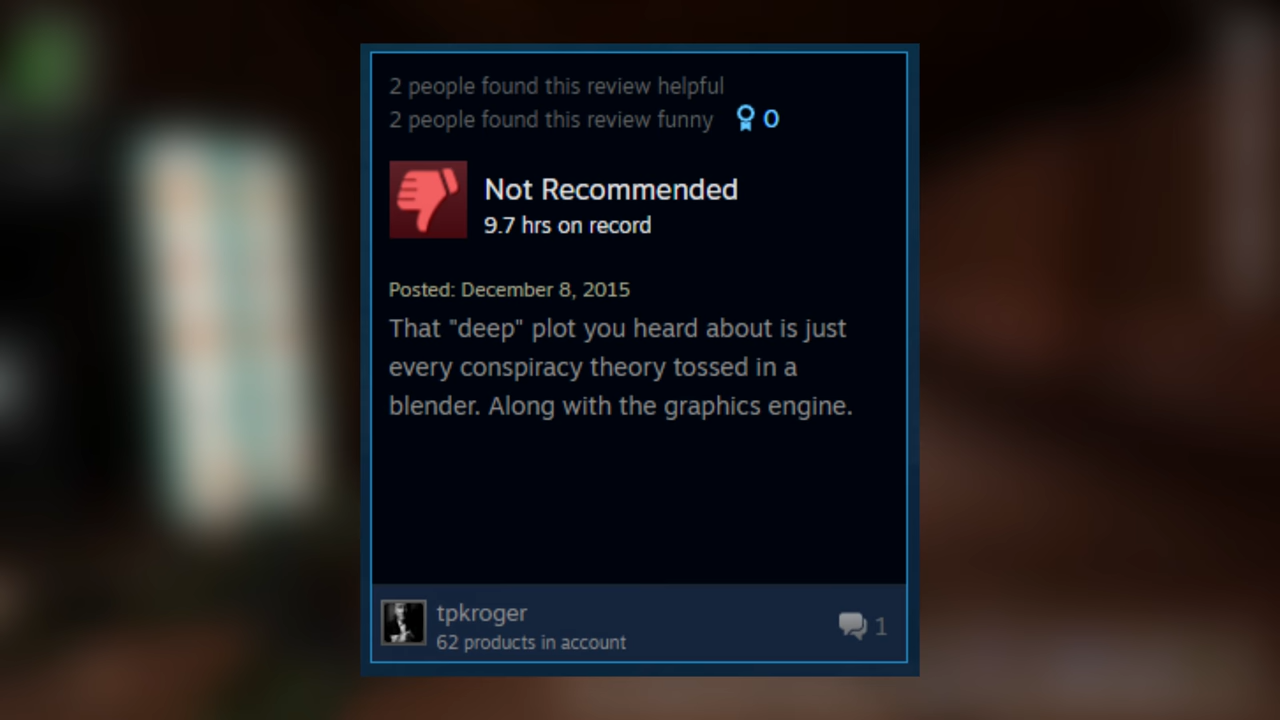 2 people found this review helpful
2 people found this review funny 0
Not Recommended
9.7 hrs on record
Posted: December 8, 2015
That "deep" plot you heard about is just
every conspiracy theory tossed in a
blender. Along with the graphics engine.
tpkroger
62 products in account
1